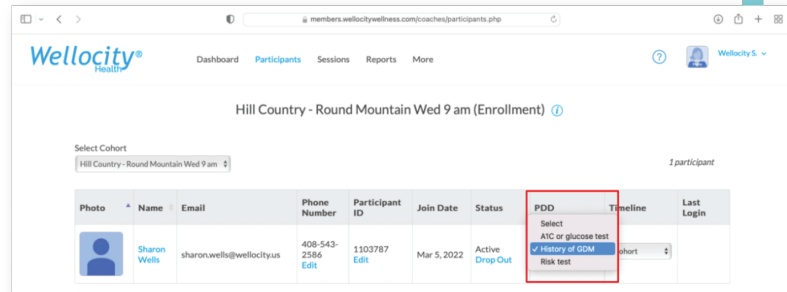 members.wellocitywellness.com/coaches/participants.php
Wellocity®
Health
Dashboard Participants Sessions Reports More
? Wellocity S.
Hill Country - Round Mountain Wed 9 am (Enrollment) i
Select Cohort
Hill Country - Round Mountain Wed 9 am
1 participant
Photo Name Email Phone Number Participant ID Join Date Status PDD Timeline Last Login
Sharon Wells sharon.wells@wellocity.us 408-543-2586 Edit 1103787 Edit Mar 5, 2022 Active Drop Out
Select
A1C or glucose test
✓ History of GDM
Risk test
ohort